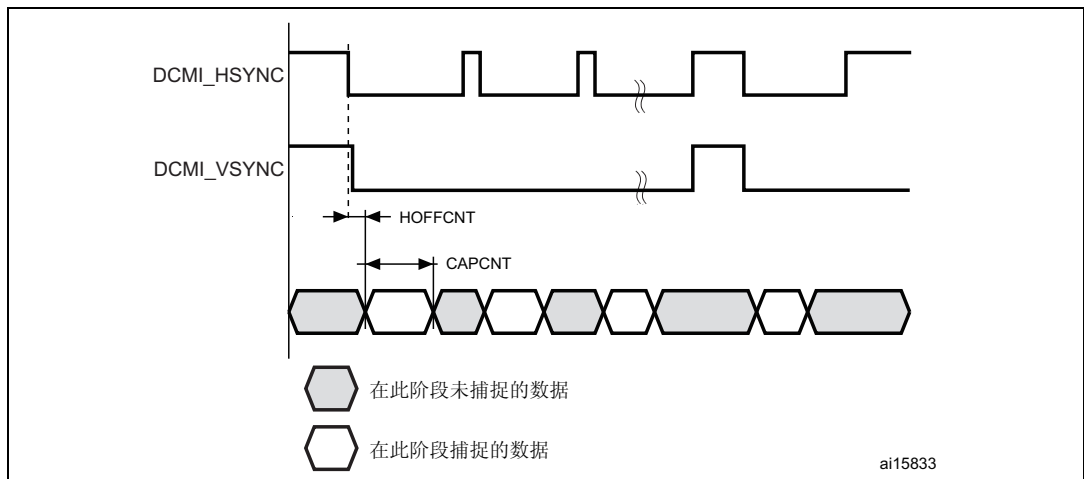 DCMI_HSYNC
DCMI_VSYNC
HOFFCNT
CAPCNT
在此阶段未捕捉的数据
在此阶段捕捉的数据
ai15833